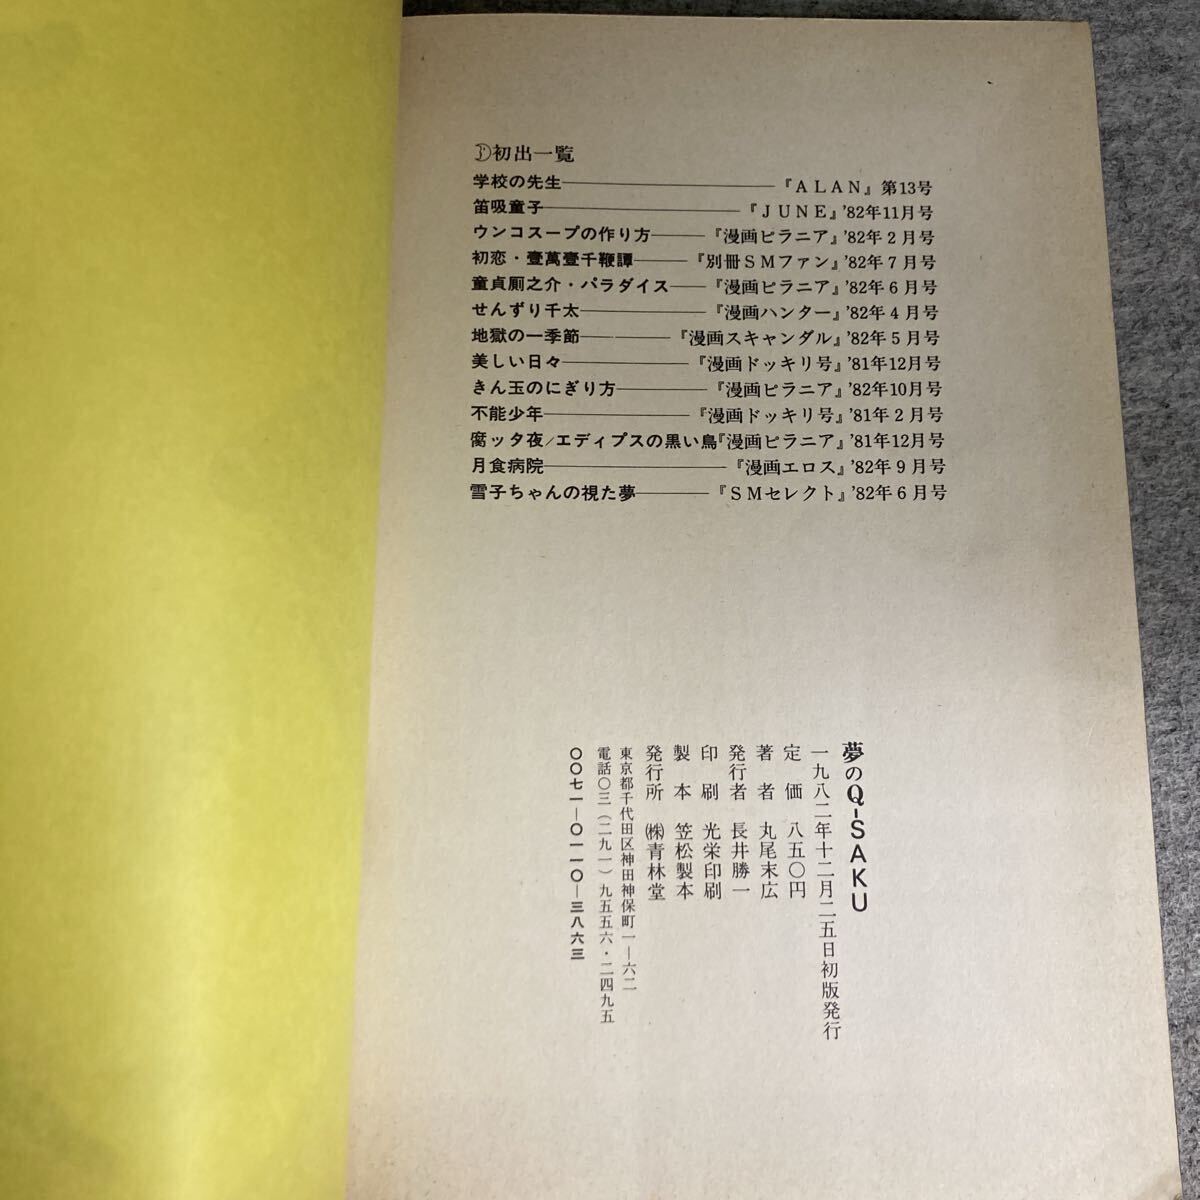 初出一覧
学校の先生――『ALAN』第13号
笛吹童子――『JUNE』'82年11月号
ウンコスープの作り方――『漫画ピラニア』'82年2月号
初恋・壹萬壹千鞭譚――『別冊SMファン』'82年7月号
童貞厠之介・パラダイス――『漫画ピラニア』'82年6月号
せんずり千太――『漫画ハンター』'82年4月号
地獄の一季節――『漫画スキャンダル』'82年5月号
美しい日々――『漫画ドッキリ号』'81年12月号
きん玉のにぎり方――『漫画ピラニア』'82年10月号
不能少年――『漫画ドッキリ号』'81年2月号
腐ッタ夜/エディプスの黒い鳥『漫画ピラニア』'81年12月号
月食病院――『漫画エロス』'82年9月号
雪子ちゃんの視た夢――『SMセレクト』'82年6月号
夢のQ-SAKU
一九八二年十二月二五日初版発行
定価 八五〇円
著者 丸尾末広
発行者 長井勝一
印刷 光栄印刷
製本 笠松製本
発行所 ㈱青林堂
東京都千代田区神田神保町一―六二
電話〇三(二九一)九五五六・二四九五
〇〇七一―〇一一〇―三八六三